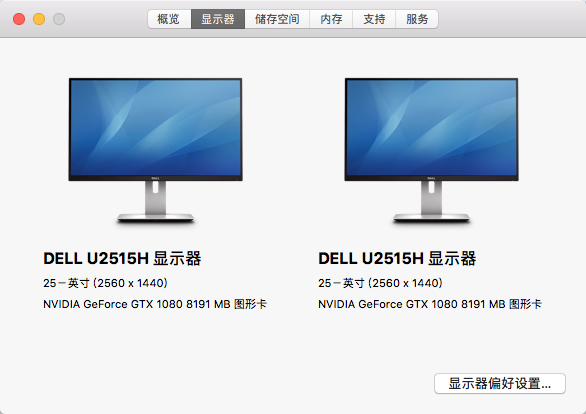 概览 显示器 储存空间 内存 支持 服务
DELL U2515H 显示器 DELL U2515H 显示器
25－英寸 (2560 x 1440) 25－英寸 (2560 x 1440)
NVIDIA GeForce GTX 1080 8191 MB 图形卡 NVIDIA GeForce GTX 1080 8191 MB 图形卡
显示器偏好设置...